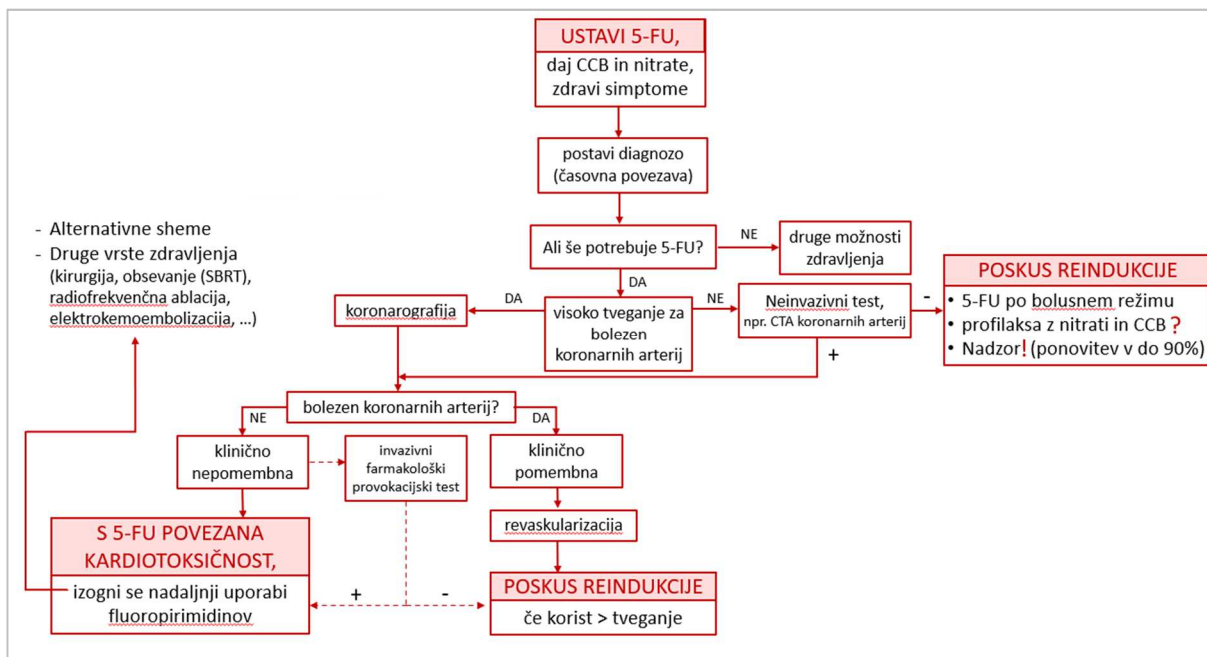 USTAVI 5-FU,
daj CCB in nitrate,
zdravi simptome
postavi diagnozo
(časovna povezava)
Ali še potrebuje 5-FU?
NE
druge možnosti
zdravljenja
DA
visoko tveganje za
bolezen
koronarnih arterij
DA
koronarografija
NE
Neinvazivni test,
npr. CTA koronarnih arterij
-
+
POSKUS REINDUKCIJE
• 5-FU po bolusnem režimu
• profilaksa z nitrati in CCB ?
• Nadzor! (ponovitev v do 90%)
- Alternativne sheme
- Druge vrste zdravljenja
(kirurgija, obsevanje (SBRT),
radiofrekvenčna ablacija,
elektrokemoembolizacija, ...)
bolezen koronarnih arterij?
NE
DA
klinično
nepomembna
invazivni
farmakološki
provokacijski test
klinično
pomembna
revaskularizacija
S 5-FU POVEZANA
KARDIOTOKSIČNOST,
izogni se nadaljnji uporabi
fluoropirimidinov
+
-
POSKUS REINDUKCIJE
če korist > tveganje